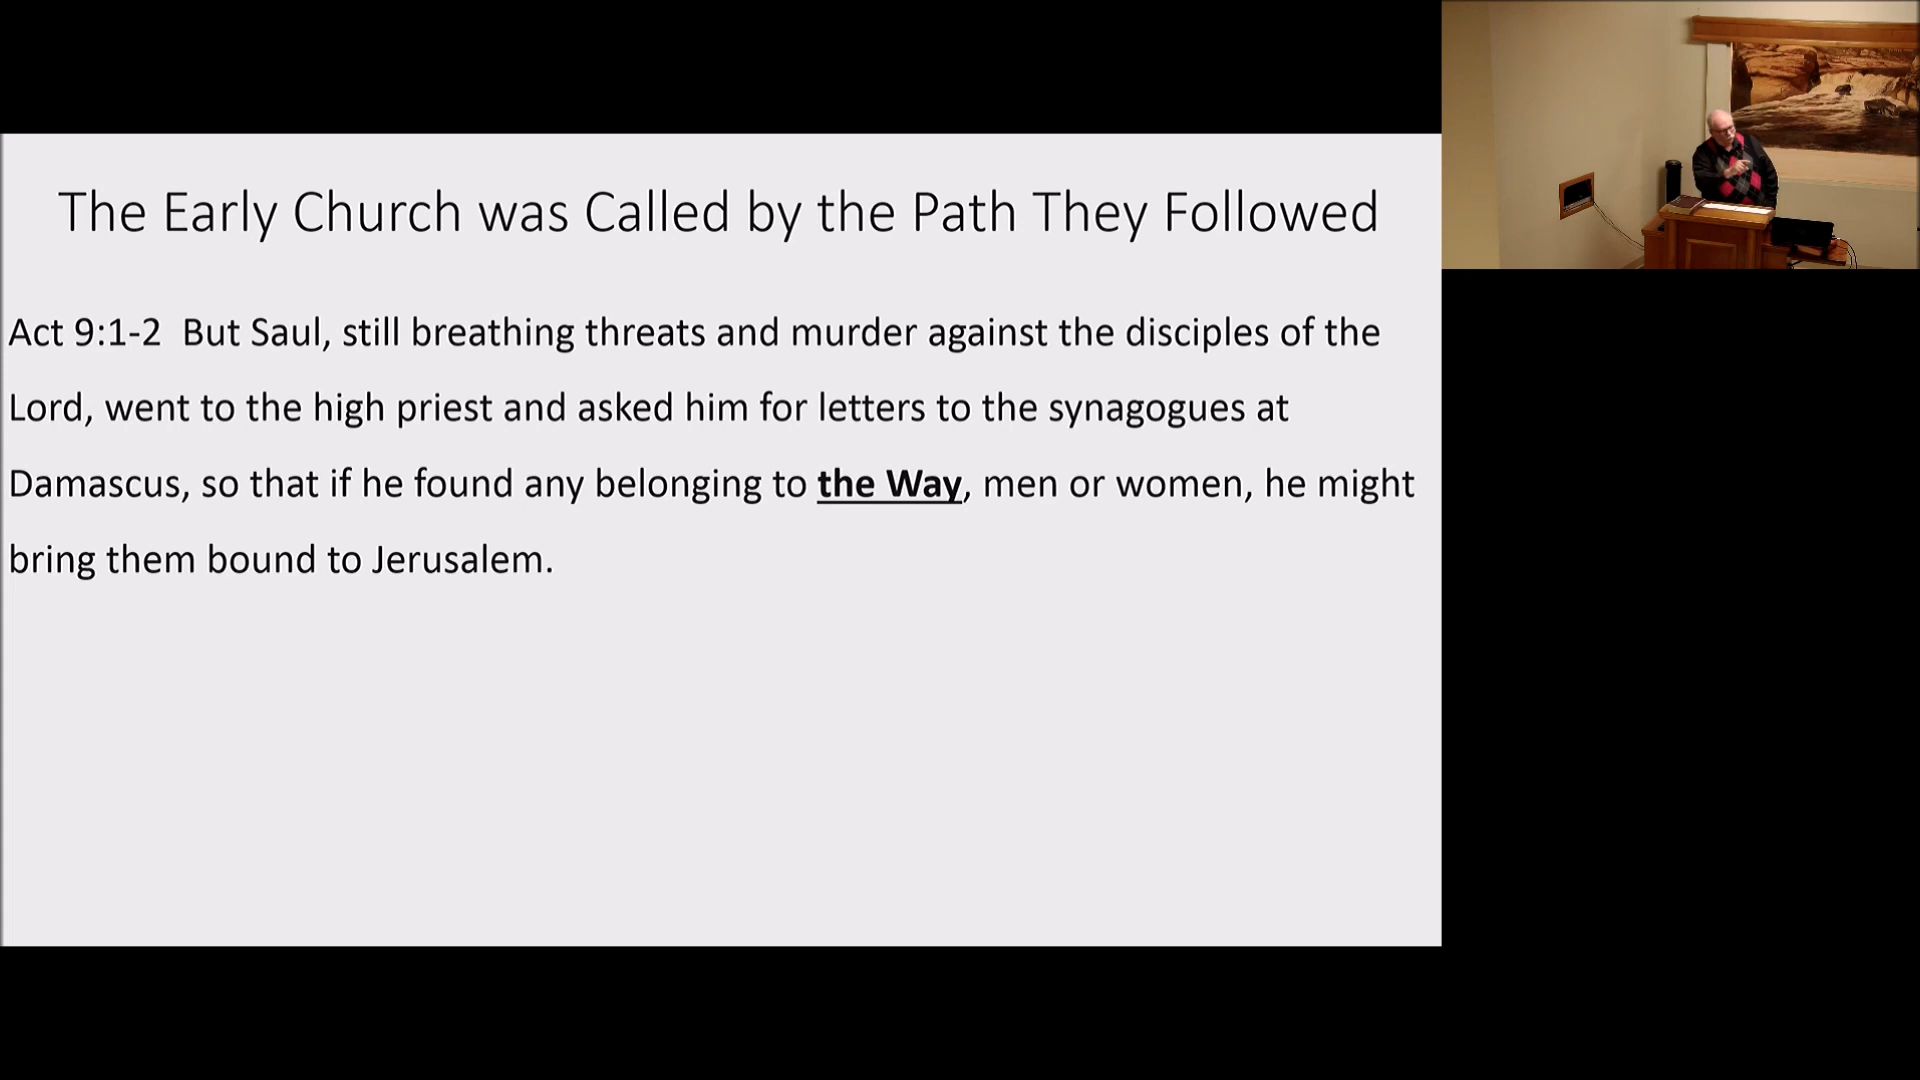 The Early Church was Called by the Path They Followed
Act 9:1-2  But Saul, still breathing threats and murder against the disciples of the
Lord, went to the high priest and asked him for letters to the synagogues at
Damascus, so that if he found any belonging to the Way, men or women, he might
bring them bound to Jerusalem.